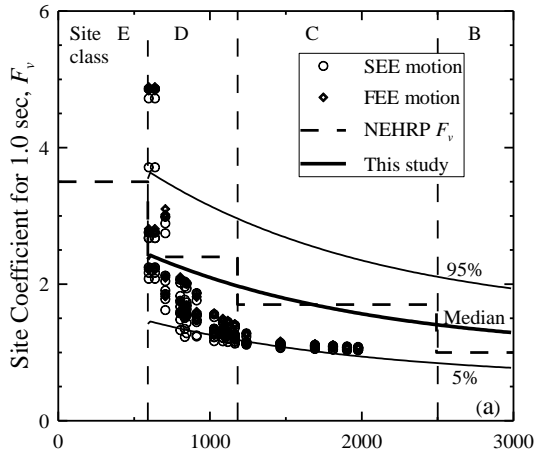 Site Coefficient for 1.0 sec, Fv
6
4
2
0
Site class
E
D
C
B
SEE motion
FEE motion
NEHRP Fv
This study
95%
Median
5%
(a)
0
1000
2000
3000